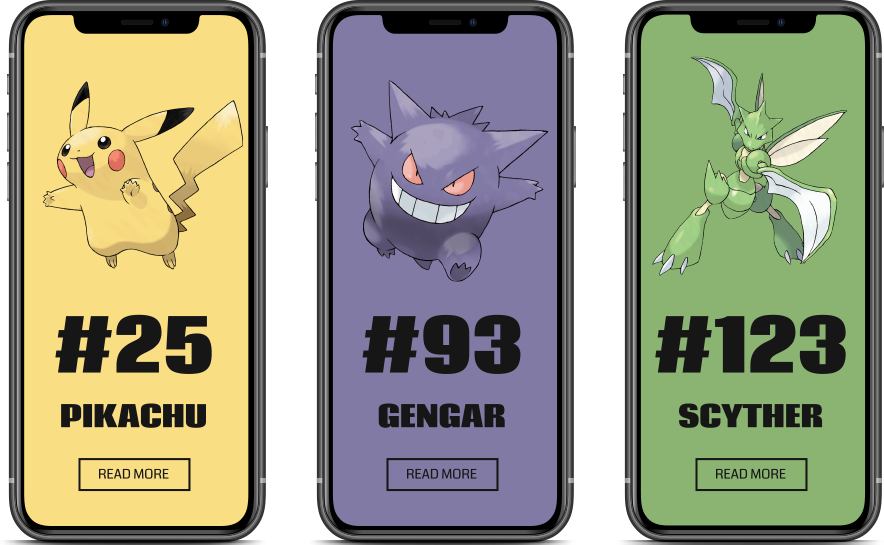 #25
PIKACHU
READ MORE
#93
GENGAR
READ MORE
#123
SCYTHER
READ MORE